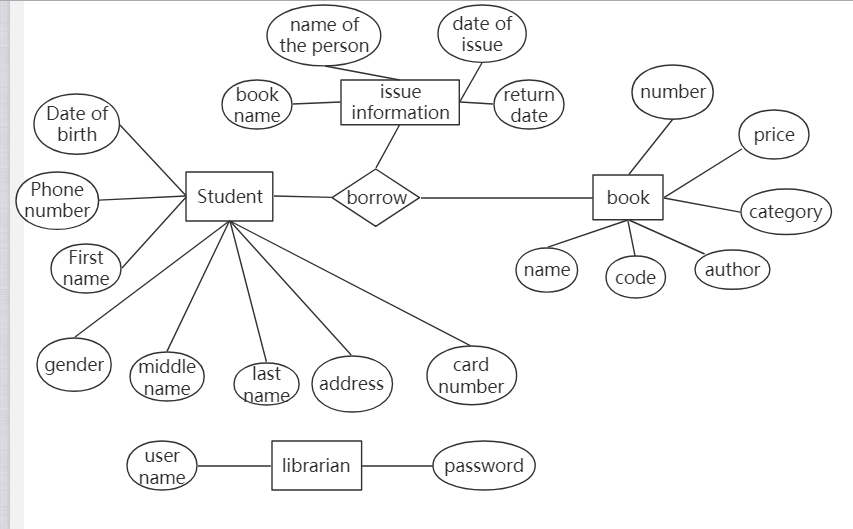 name of
the person
date of
issue
book
name
issue
information
return
date
number
Date of
birth
price
Phone
number
Student
borrow
book
category
First
name
name
code
author
gender
middle
name
last
name
address
card
number
user
name
librarian
password